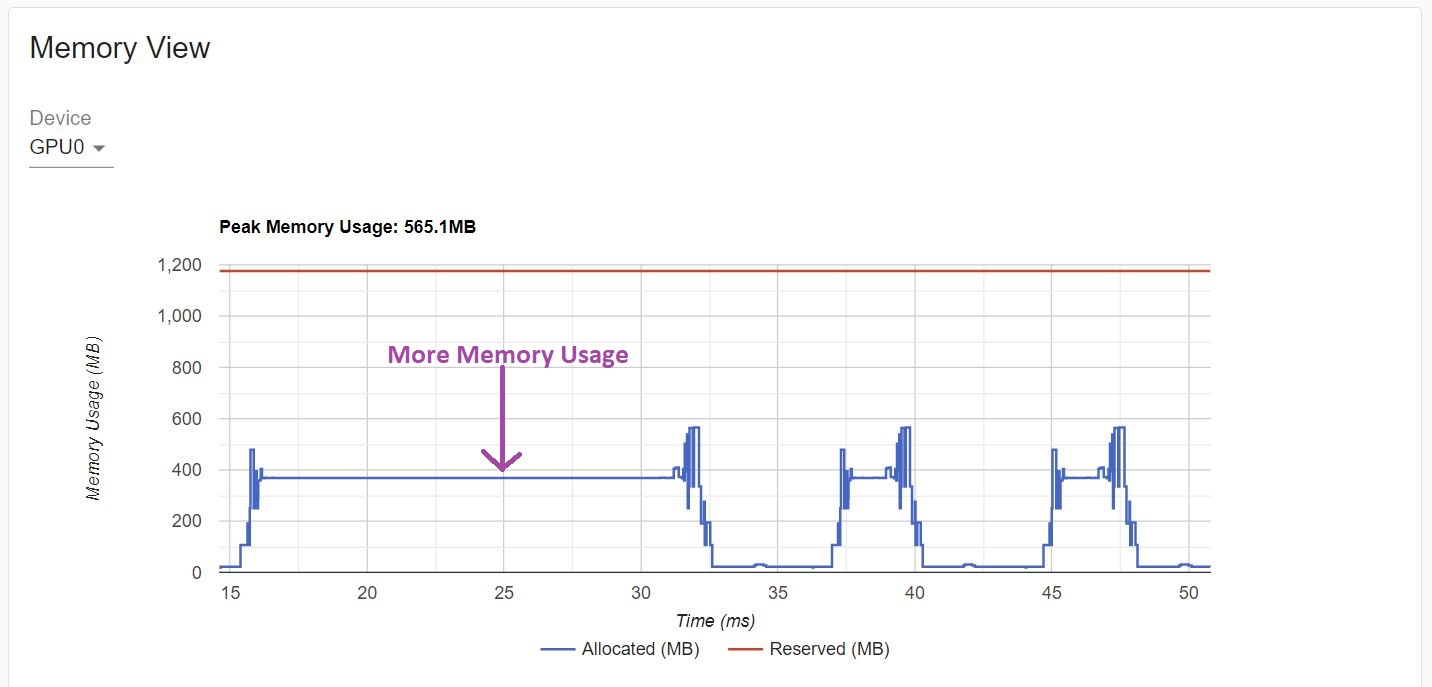 Memory View
Device
GPU0
Peak Memory Usage: 565.1MB
1,200
1,000
800
600
400
200
0
Memory Usage (MB)
More Memory Usage
15 20 25 30 35 40 45 50
Time (ms)
Allocated (MB) Reserved (MB)